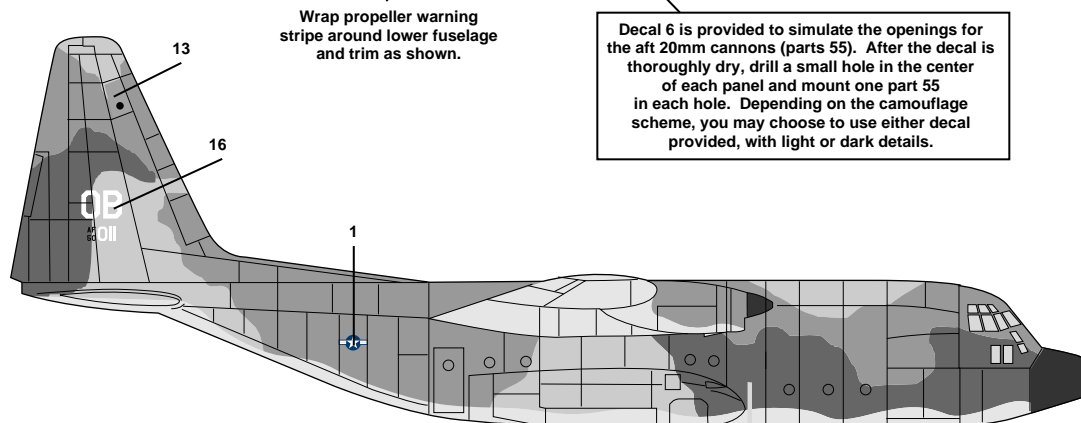 Wrap propeller warning
stripe around lower fuselage
and trim as shown.
Decal 6 is provided to simulate the openings for
the aft 20mm cannons (parts 55). After the decal is
thoroughly dry, drill a small hole in the center
of each panel and mount one part 55
in each hole. Depending on the camouflage
scheme, you may choose to use either decal
provided, with light or dark details.
13
16
OB
AF
50
011
1